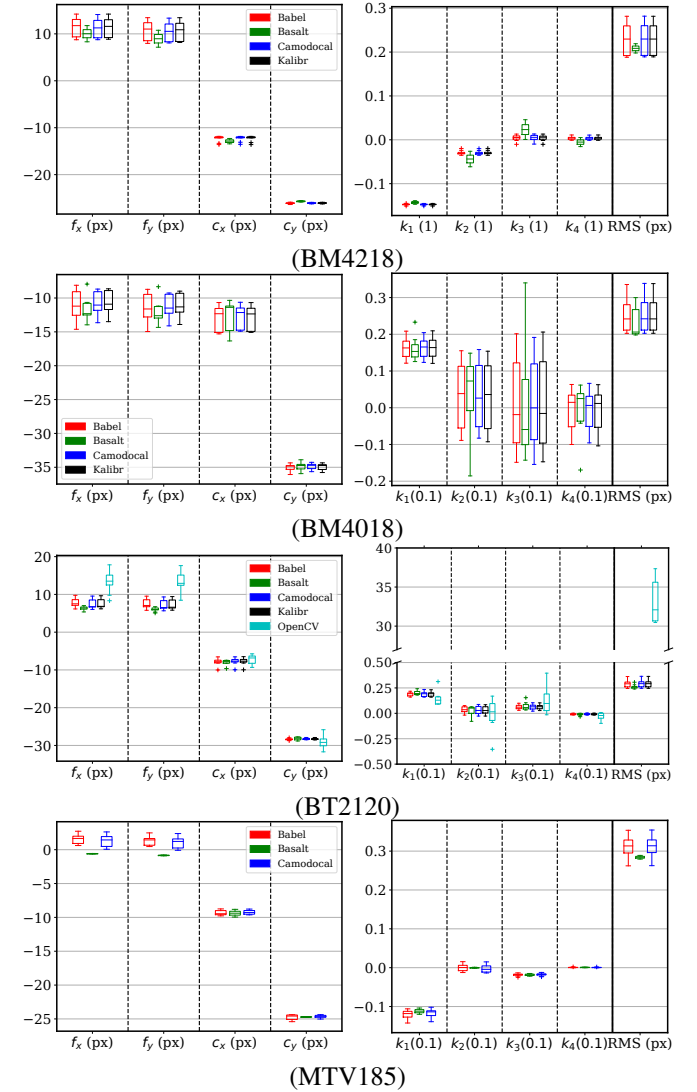 10
0
−10
−20
Babel
Basalt
Camodocal
Kalibr
fx (px) fy (px) cx (px) cy (px)
0.3
0.2
0.1
0.0
−0.1
k1 (1) k2 (1) k3 (1) k4 (1) RMS (px)
(BM4218)
−10
−15
−20
−25
−30
−35
Babel
Basalt
Camodocal
Kalibr
fx (px) fy (px) cx (px) cy (px)
0.3
0.2
0.1
0.0
−0.1
−0.2
k1(0.1) k2(0.1) k3(0.1) k4(0.1) RMS (px)
(BM4018)
20
10
0
−10
−20
−30
Babel
Basalt
Camodocal
Kalibr
OpenCV
fx (px) fy (px) cx (px) cy (px)
40
35
30
0.50
0.25
0.00
−0.25
−0.50
k1(0.1) k2(0.1) k3(0.1) k4(0.1) RMS (px)
(BT2120)
0
−5
−10
−15
−20
−25
Babel
Basalt
Camodocal
fx (px) fy (px) cx (px) cy (px)
0.3
0.2
0.1
0.0
−0.1
k1(0.1) k2(0.1) k3(0.1) k4(0.1) RMS (px)
(MTV185)